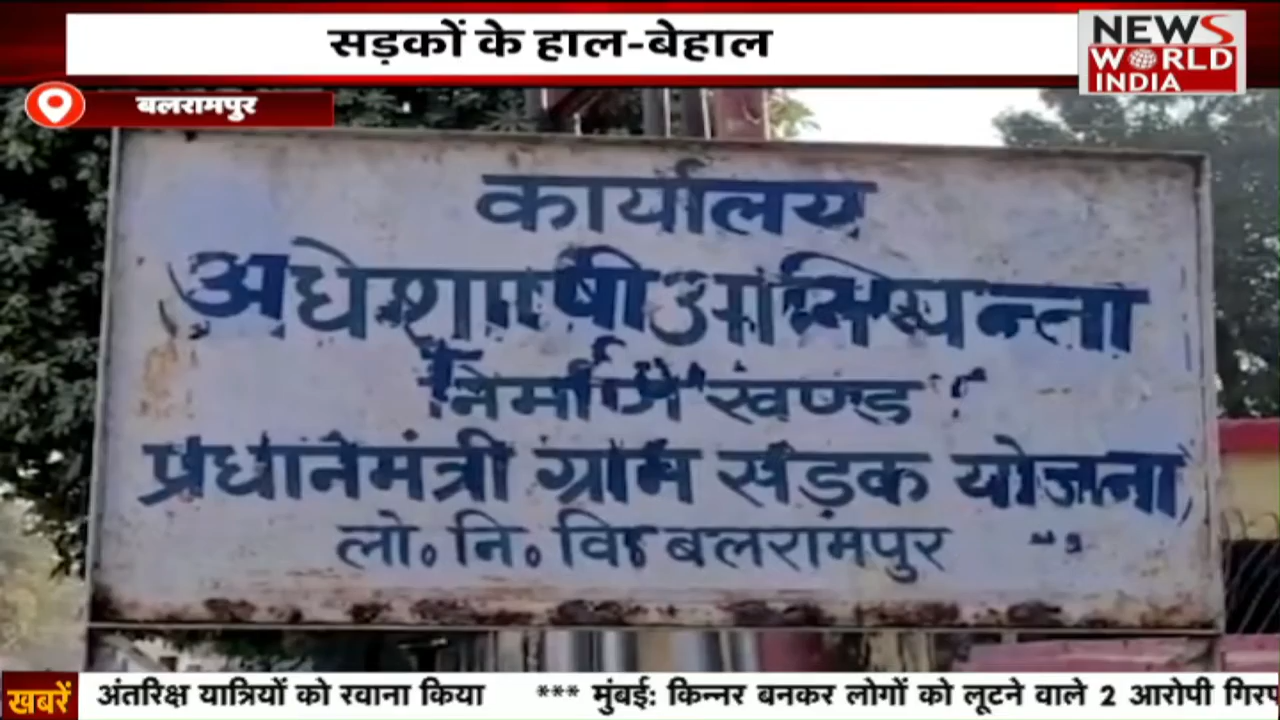 सड़कों के हाल-बेहाल
NEWS
WORLD
INDIA
बलरामपुर
कार्यालय
अधेशाषी अभियन्ता
निर्माण खण्ड
प्रधानमंत्री ग्राम सड़क योजना
लो० नि० वि० बलरामपुर
खबरें
अंतरिक्ष यात्रियों को रवाना किया *** मुंबई: किन्नर बनकर लोगों को लूटने वाले 2 आरोपी